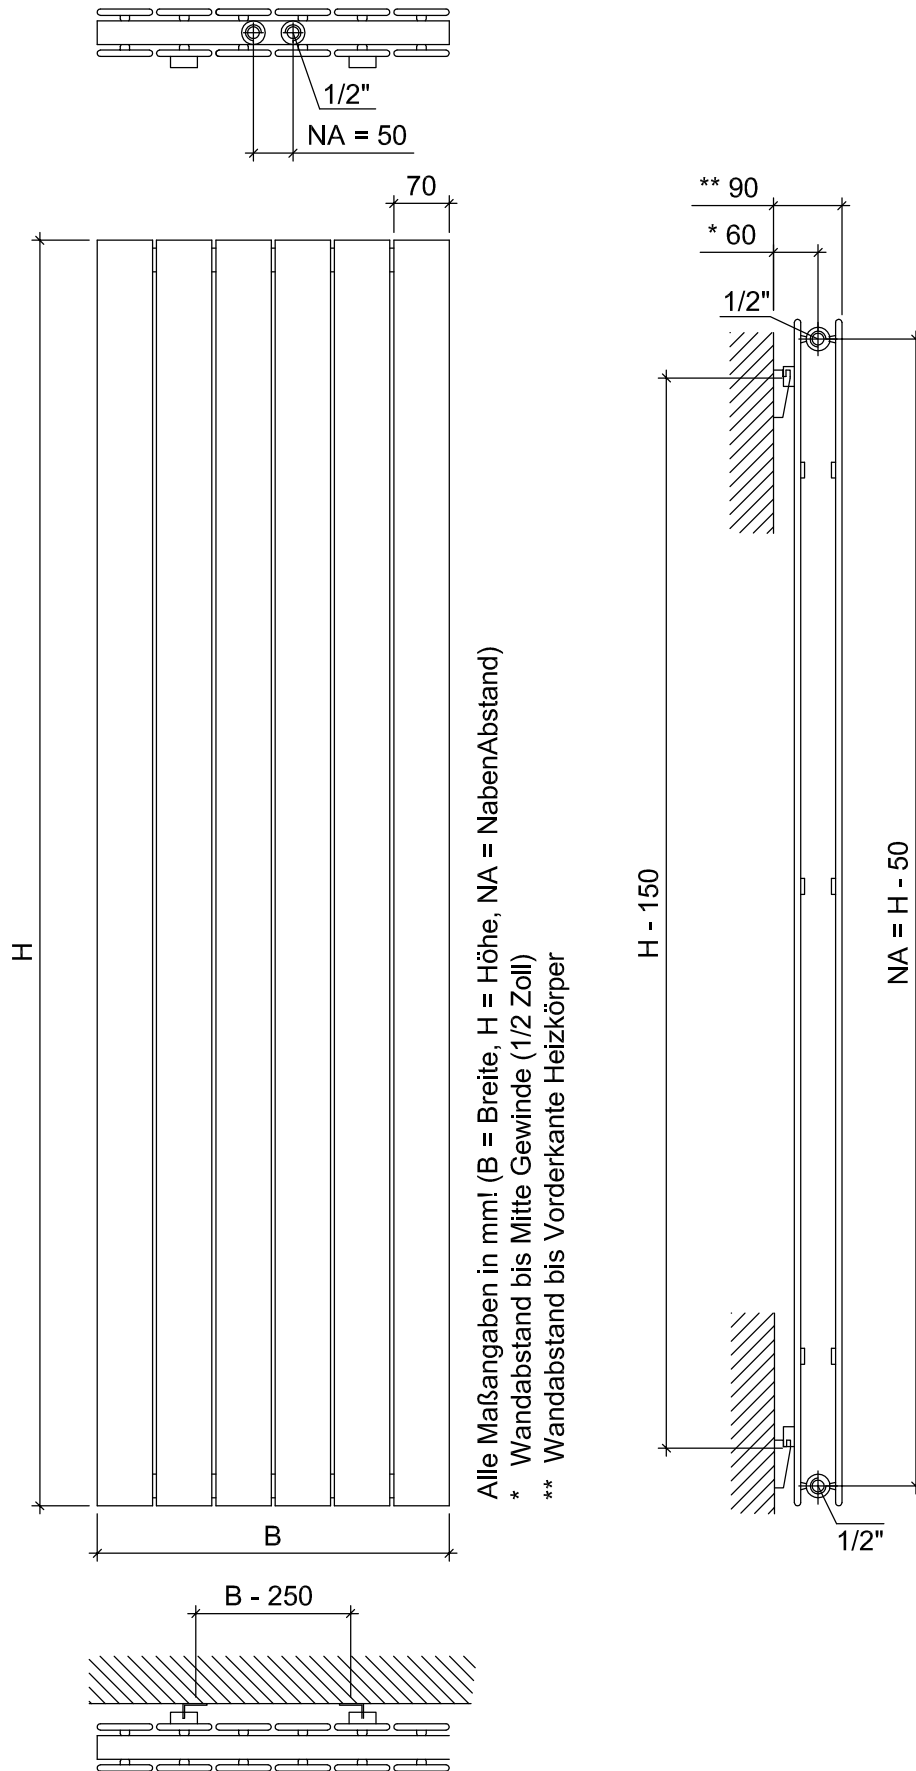 1/2"
NA = 50
70
** 90
* 60
1/2"
H
H - 150
NA = H - 50
Alle Maßangaben in mm! (B = Breite, H = Höhe, NA = NabenAbstand)
* Wandabstand bis Mitte Gewinde (1/2 Zoll)
** Wandabstand bis Vorderkante Heizkörper
B
1/2"
B - 250